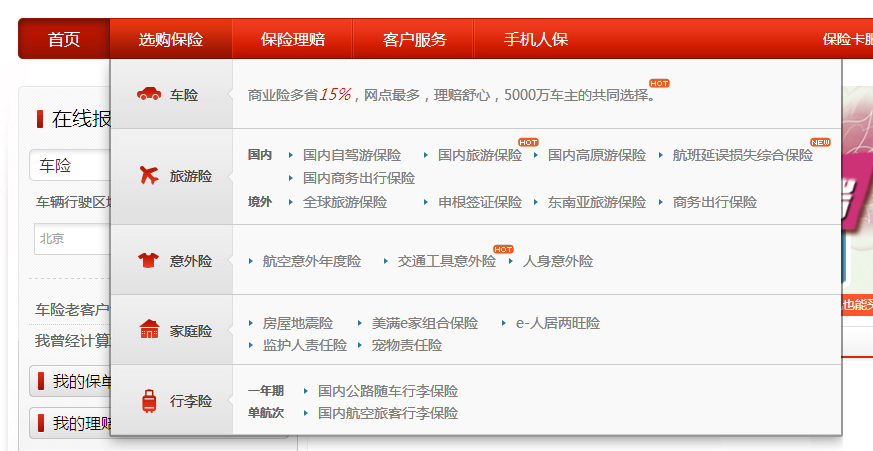 首页 选购保险 保险理赔 客户服务 手机人保 保险卡服
在线报
车险
车辆行驶区域
北京
车险老客户
我曾经计算
我的保单
我的理赔
车险 商业险多省15%，网点最多，理赔舒心，5000万车主的共同选择。 HOT
旅游险
国内 国内自驾游保险 国内旅游保险 HOT 国内高原游保险 航班延误损失综合保险 NEW
国内商务出行保险
境外 全球旅游保险 申根签证保险 东南亚旅游保险 商务出行保险
意外险 航空意外年度险 交通工具意外险 HOT 人身意外险
家庭险 房屋地震险 美满e家组合保险 e-人居两旺险
监护人责任险 宠物责任险
行李险
一年期 国内公路随车行李保险
单航次 国内航空旅客行李保险
也能买